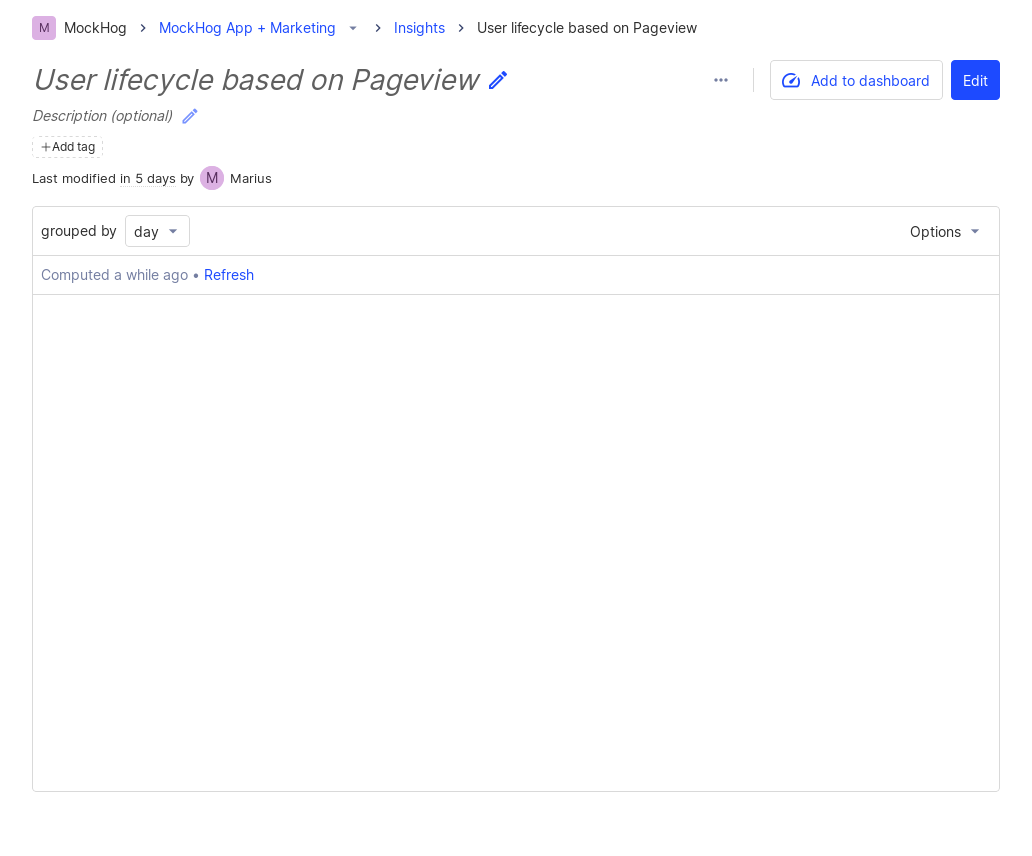 M MockHog MockHog App + Marketing Insights User lifecycle based on Pageview
User lifecycle based on Pageview
Add to dashboard Edit
Description (optional)
Add tag
Last modified in 5 days by M Marius
grouped by day Options
Computed a while ago • Refresh